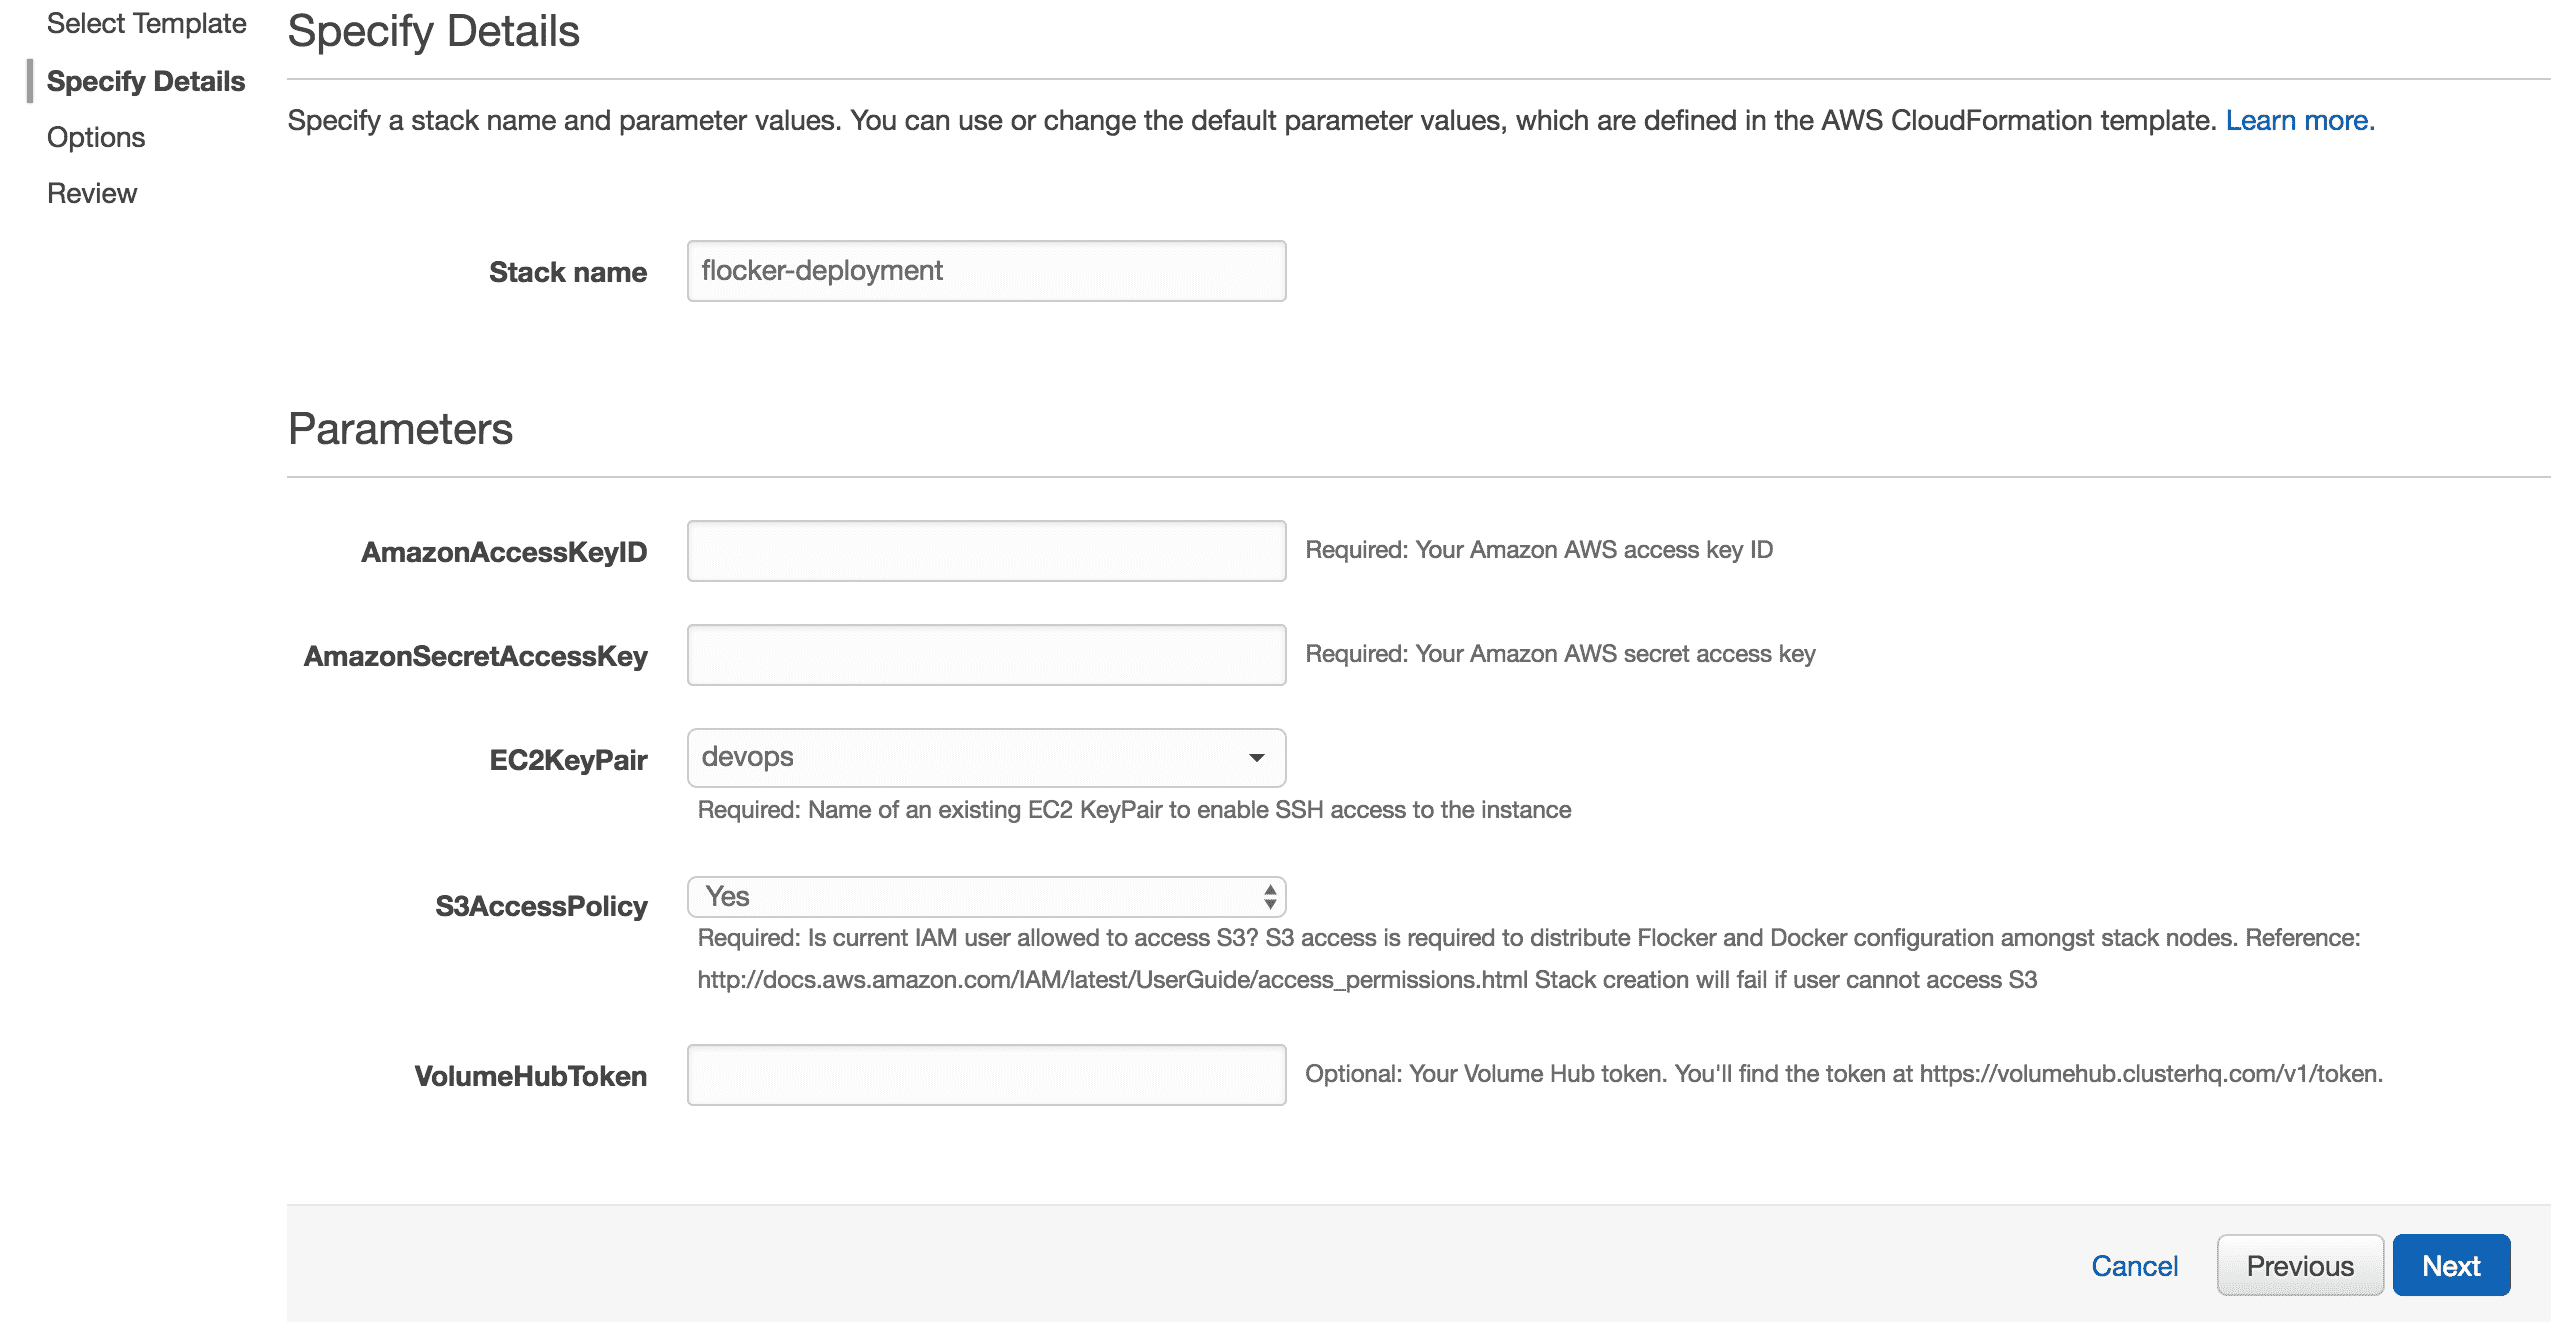 Select Template
Specify Details
Options
Review
Specify Details
Specify a stack name and parameter values. You can use or change the default parameter values, which are defined in the AWS CloudFormation template. Learn more.
Stack name
flocker-deployment
Parameters
AmazonAccessKeyID
Required: Your Amazon AWS access key ID
AmazonSecretAccessKey
Required: Your Amazon AWS secret access key
EC2KeyPair
devops
Required: Name of an existing EC2 KeyPair to enable SSH access to the instance
S3AccessPolicy
Yes
Required: Is current IAM user allowed to access S3? S3 access is required to distribute Flocker and Docker configuration amongst stack nodes. Reference:
http://docs.aws.amazon.com/IAM/latest/UserGuide/access_permissions.html Stack creation will fail if user cannot access S3
VolumeHubToken
Optional: Your Volume Hub token. You'll find the token at https://volumehub.clusterhq.com/v1/token.
Cancel
Previous
Next